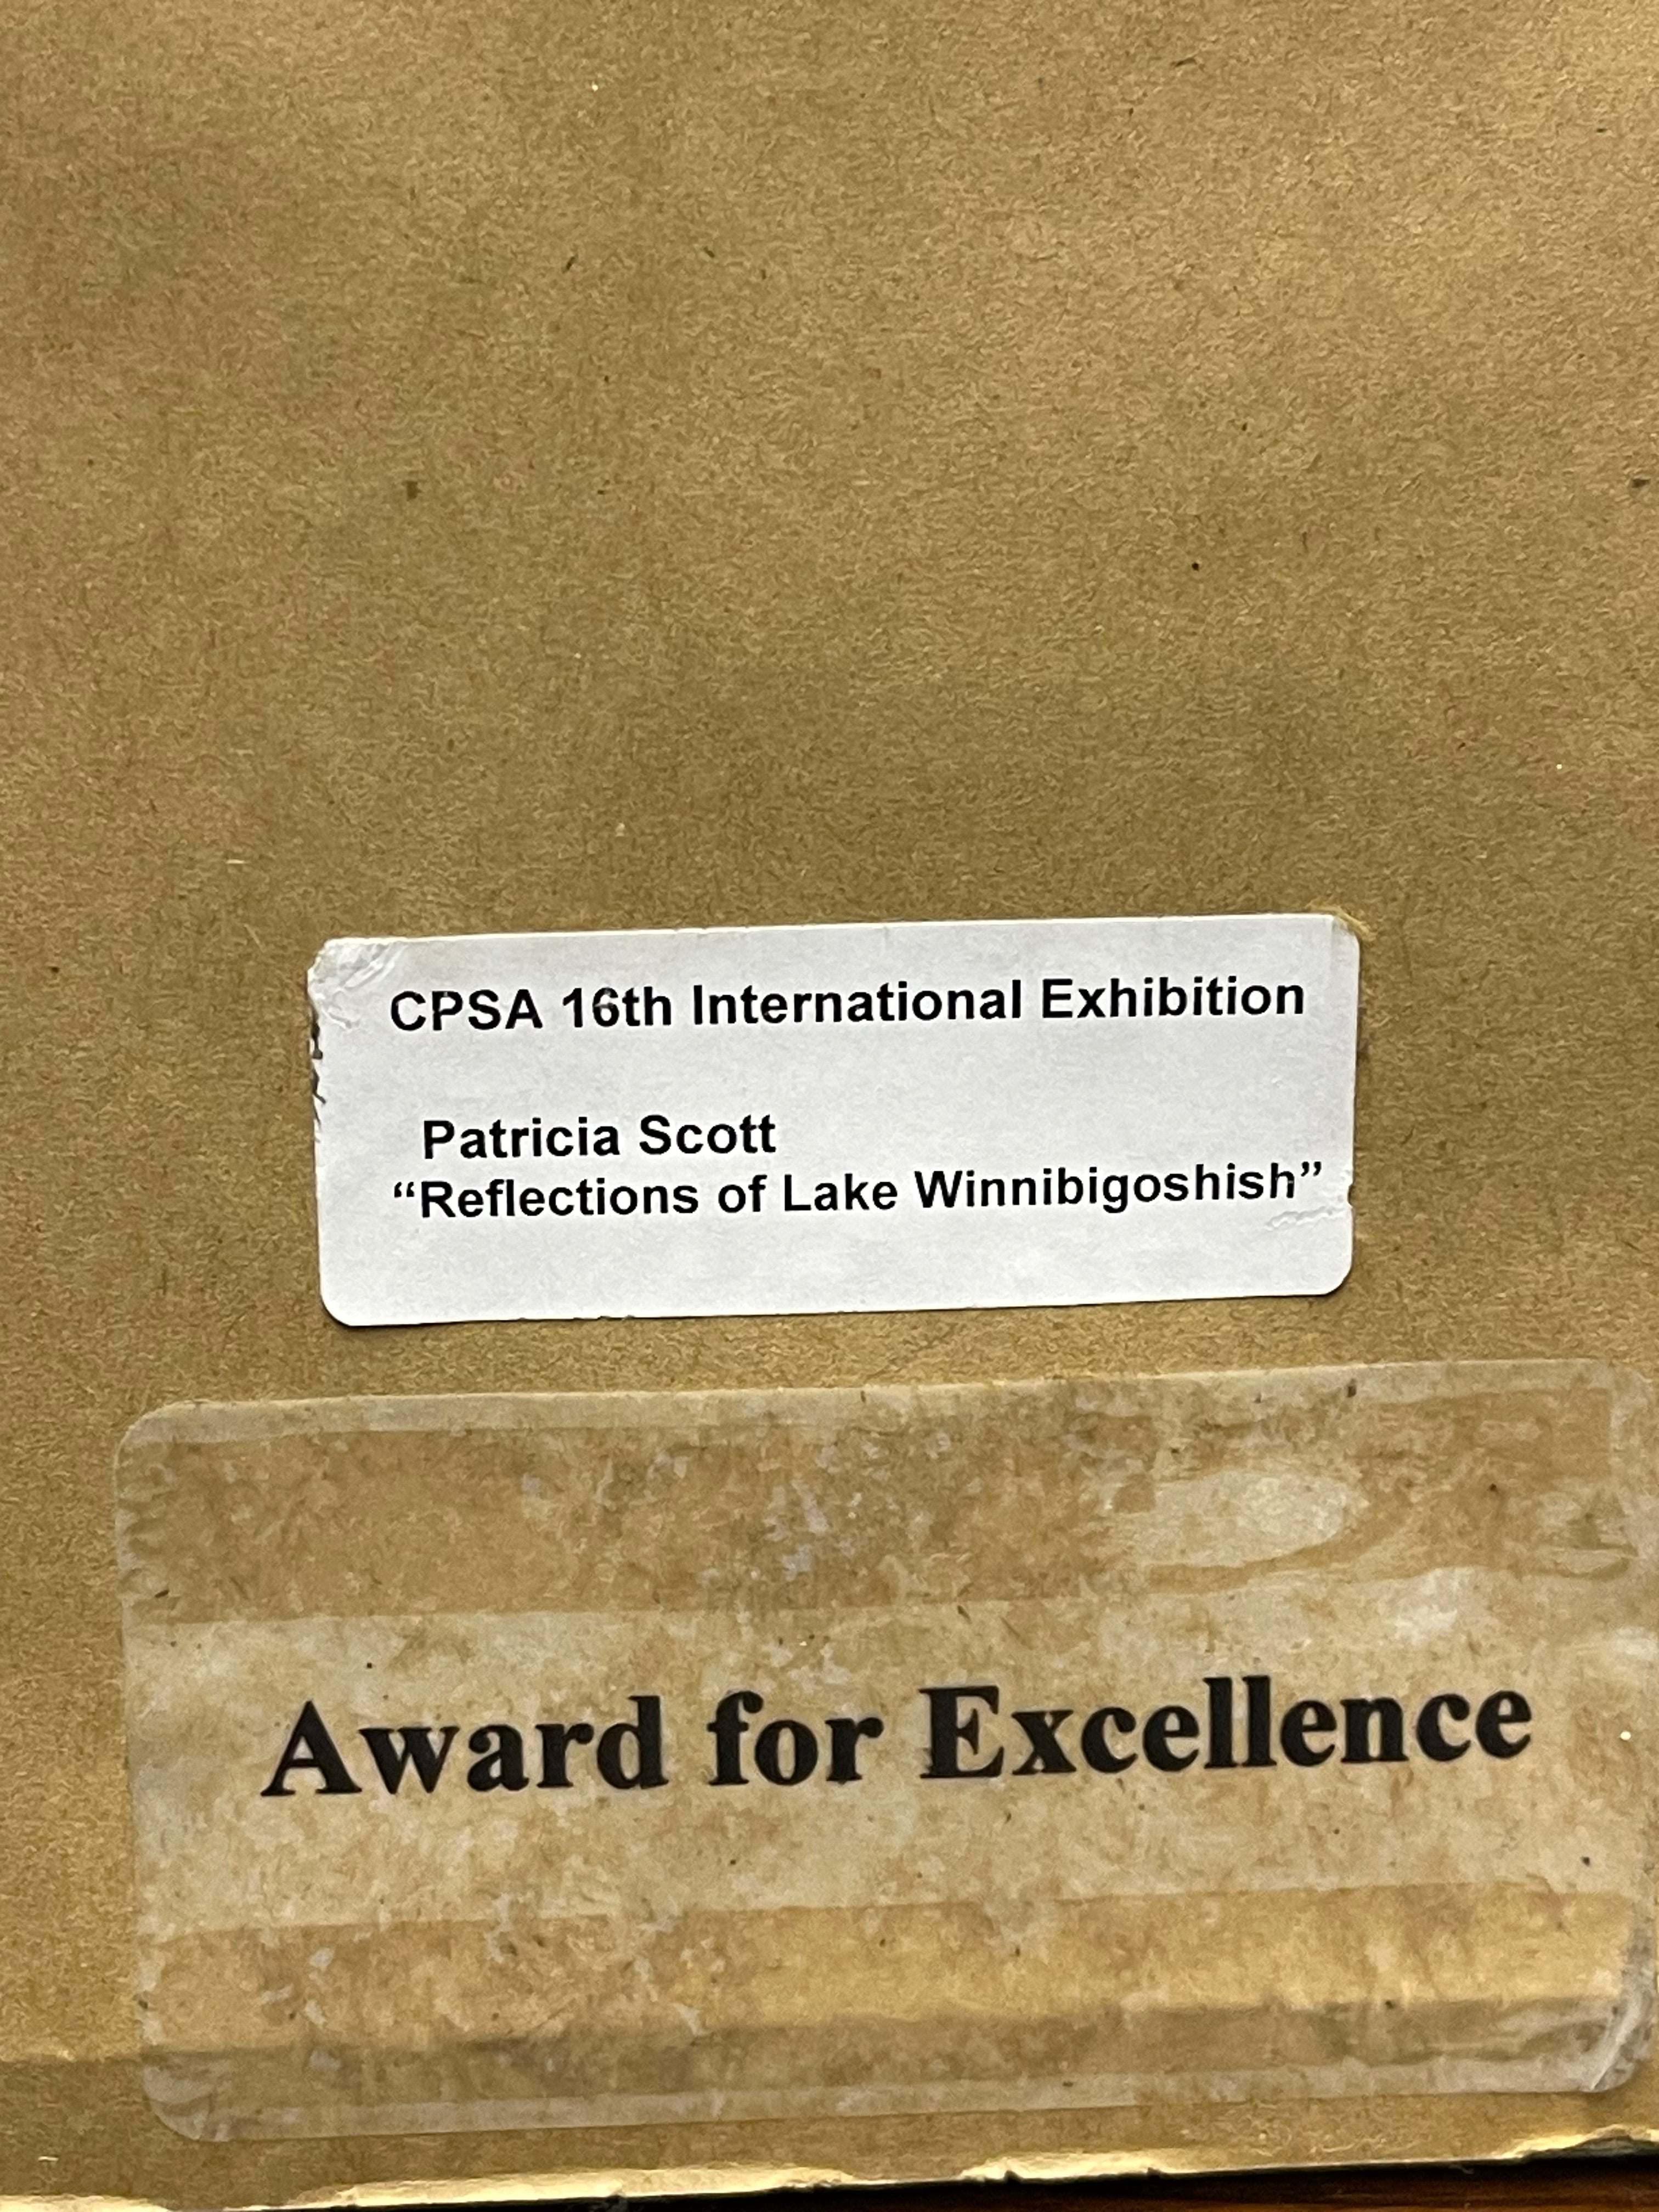 CPSA 16th International Exhibition
Patricia Scott
“Reflections of Lake Winnibigoshish”
Award for Excellence